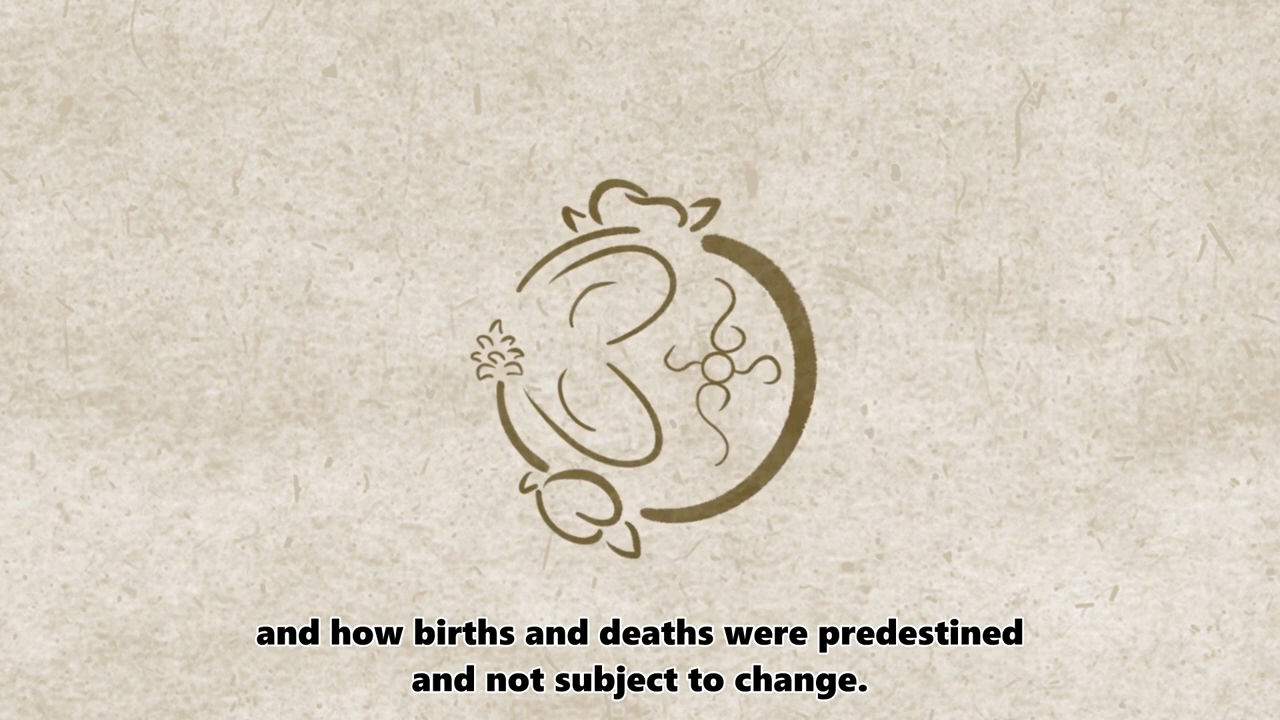 and how births and deaths were predestined
and not subject to change.